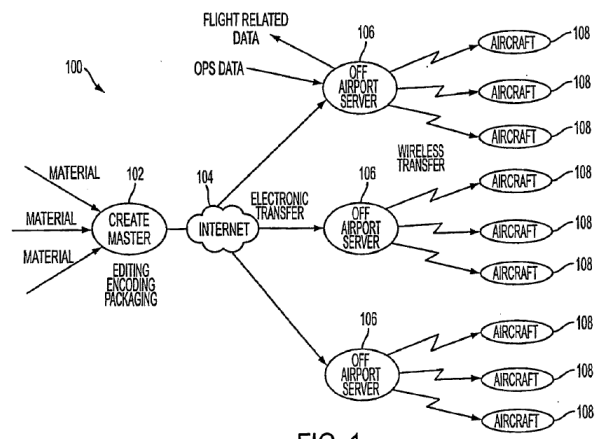 FLIGHT RELATED
DATA
OPS DATA
100
106
OFF
AIRPORT
SERVER
AIRCRAFT
108
AIRCRAFT
108
AIRCRAFT
108
WIRELESS
TRANSFER
MATERIAL
MATERIAL
MATERIAL
102
CREATE
MASTER
EDITING
ENCODING
PACKAGING
104
INTERNET
ELECTRONIC
TRANSFER
106
OFF
AIRPORT
SERVER
AIRCRAFT
108
AIRCRAFT
108
AIRCRAFT
108
106
OFF
AIRPORT
SERVER
AIRCRAFT
108
AIRCRAFT
108
AIRCRAFT
108
FIG. 1